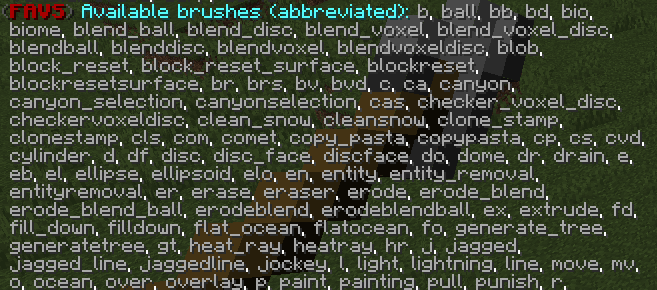 (FAVS) Available brushes (abbreviated): b, ball, bb, bd, bio,
biome, blend_ball, blend_disc, blend_voxel, blend_voxel_disc,
blendball, blenddisc, blendvoxel, blendvoxeldisc, blob,
block_reset, block_reset_surface, blockreset,
blockresetsurface, br, brs, bv, bvd, c, ca, canyon,
canyon_selection, canyonselection, cas, checker_voxel_disc,
checkervoxeldisc, clean_snow, cleansnow, clone_stamp,
clonestamp, cls, com, comet, copy_pasta, copypasta, cp, cs, cvd,
cylinder, d, df, disc, disc_face, discface, do, dome, dr, drain, e,
eb, el, ellipse, ellipsoid, elo, en, entity, entity_removal,
entityremoval, er, erase, eraser, erode, erode_blend,
erode_blend_ball, erodeblend, erodeblendball, ex, extrude, fd,
fill_down, filldown, flat_ocean, flatocean, fo, generate_tree,
generatetree, gt, heat_ray, heatray, hr, j, jagged,
jagged_line, jaggedline, jockey, l, light, lightning, line, move, mv,
o, ocean, over, overlay, p, paint, painting, pull, punish, r,